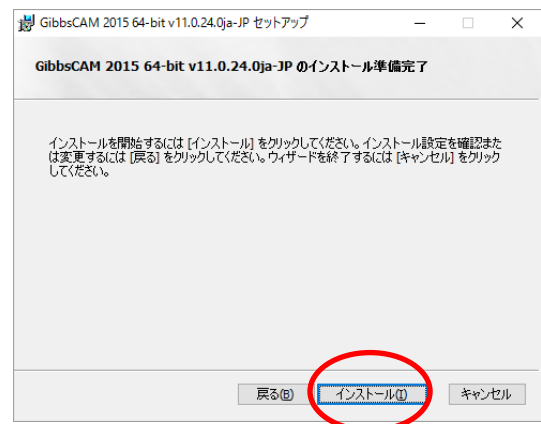 GibbsCAM 2015 64-bit v11.0.24.0ja-JP セットアップ
GibbsCAM 2015 64-bit v11.0.24.0ja-JP のインストール準備完了
インストールを開始するには [インストール] をクリックしてください。インストール設定を確認また
は変更するには [戻る] をクリックしてください。ウィザードを終了するには [キャンセル] をクリック
してください。
戻る(B) インストール(I) キャンセル